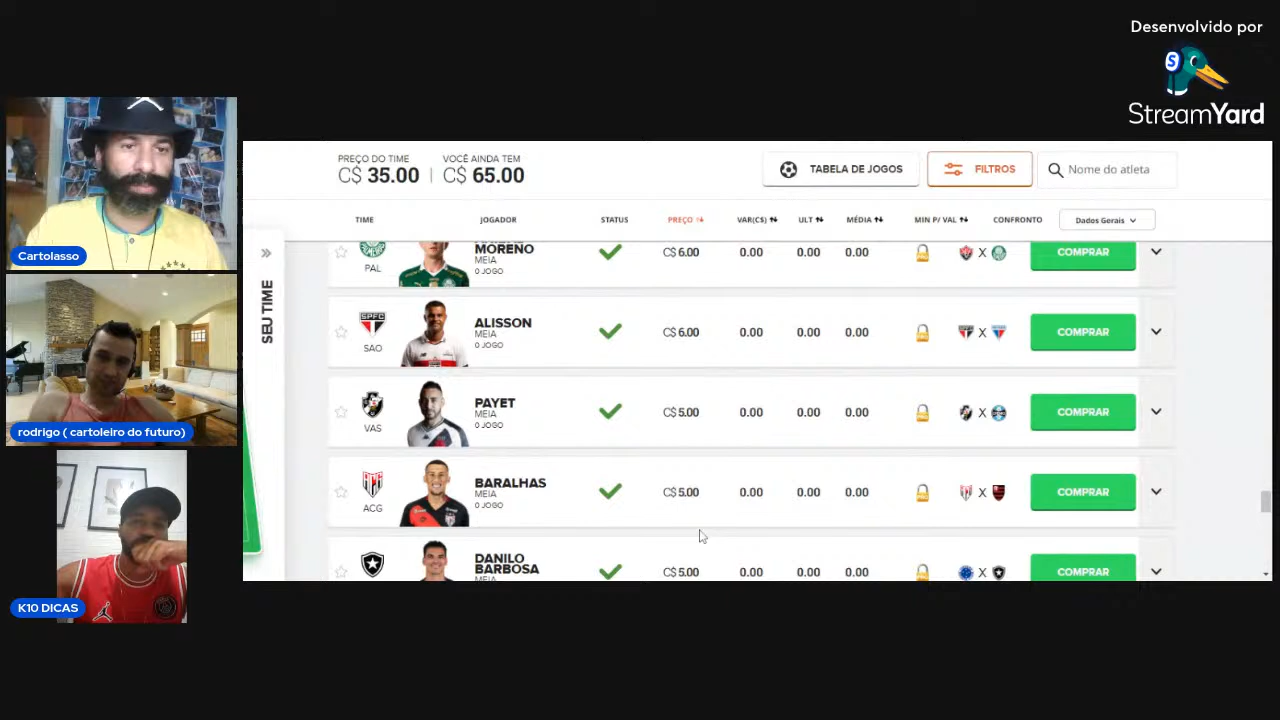 Desenvolvido por
StreamYard
Cartolasso
rodrigo ( cartoleiro do futuro)
K10 DICAS
PREÇO DO TIME
C$ 35.00
VOCÊ AINDA TEM
C$ 65.00
TABELA DE JOGOS
FILTROS
Nome do atleta
TIME JOGADOR STATUS PREÇO VAR(C$) ULT MÉDIA MIN P/ VAL CONFRONTO Dados Gerais
SEU TIME
PAL
MORENO
MEIA
0 JOGO
C$ 6.00 0.00 0.00 0.00 X COMPRAR
SPFC
SAO
ALISSON
MEIA
0 JOGO
C$ 6.00 0.00 0.00 0.00 X COMPRAR
VAS
PAYET
MEIA
0 JOGO
C$ 5.00 0.00 0.00 0.00 X COMPRAR
ACG
BARALHAS
MEIA
0 JOGO
C$ 5.00 0.00 0.00 0.00 X COMPRAR
DANILO
BARBOSA
MEIA
C$ 5.00 0.00 0.00 0.00 X COMPRAR